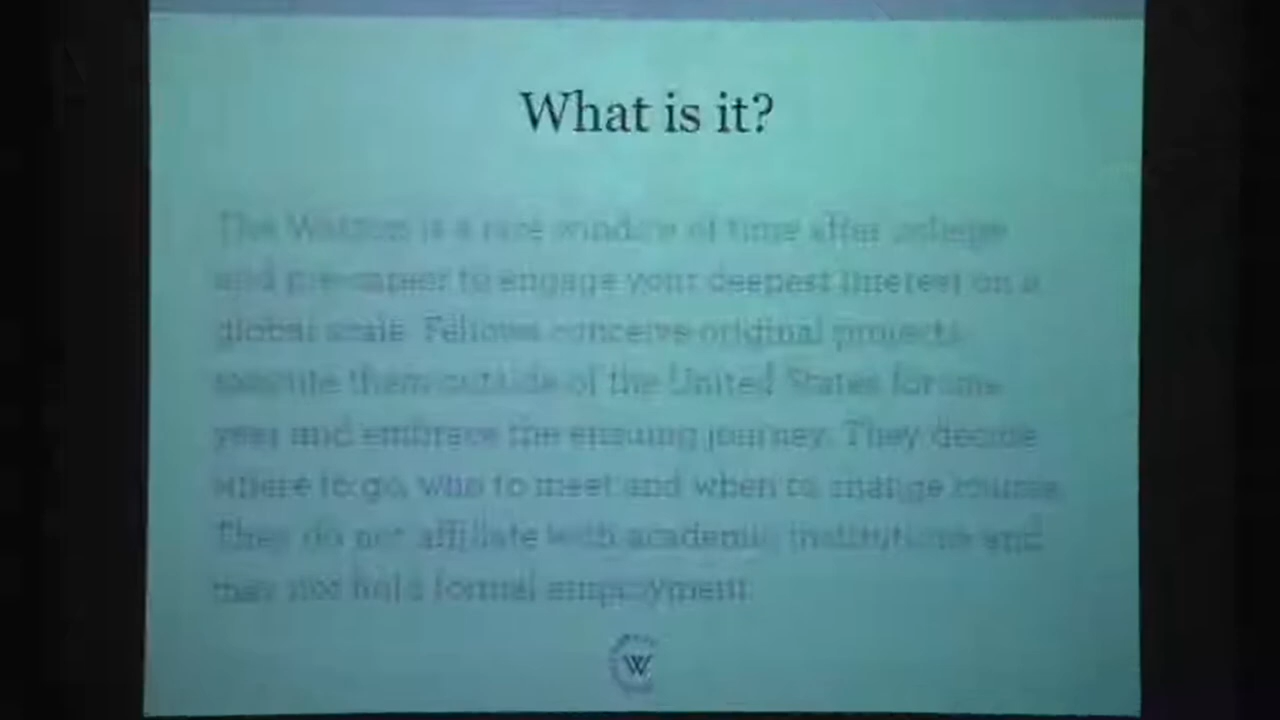 What is it?
The Watson is a rare window of time after college
and pre-career to engage your deepest interest on a
global scale. Fellows conceive original projects,
execute them outside of the United States for one
year and embrace the ensuing journey. They decide
where to go, who to meet and when to change course.
They do not affiliate with academic institutions and
may not hold formal employment.
W